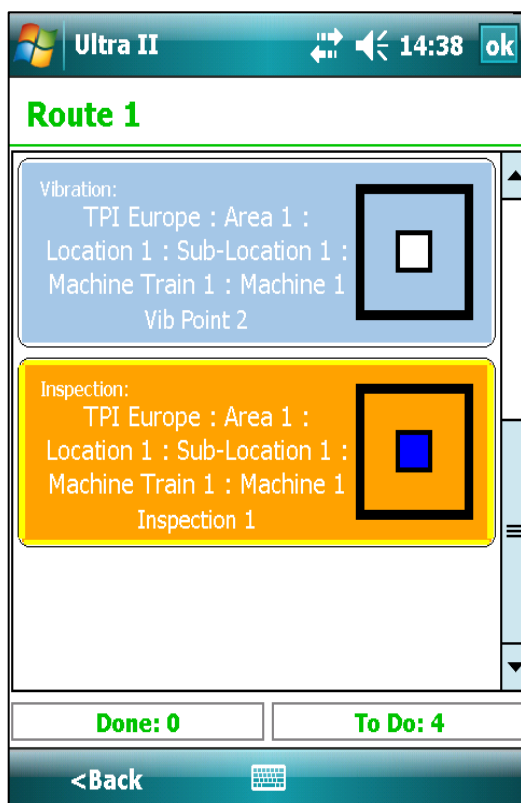 Ultra II 14:38 ok
Route 1
Vibration:
TPI Europe : Area 1 :
Location 1 : Sub-Location 1 :
Machine Train 1 : Machine 1
Vib Point 2
Inspection:
TPI Europe : Area 1 :
Location 1 : Sub-Location 1 :
Machine Train 1 : Machine 1
Inspection 1
Done: 0 To Do: 4
<Back